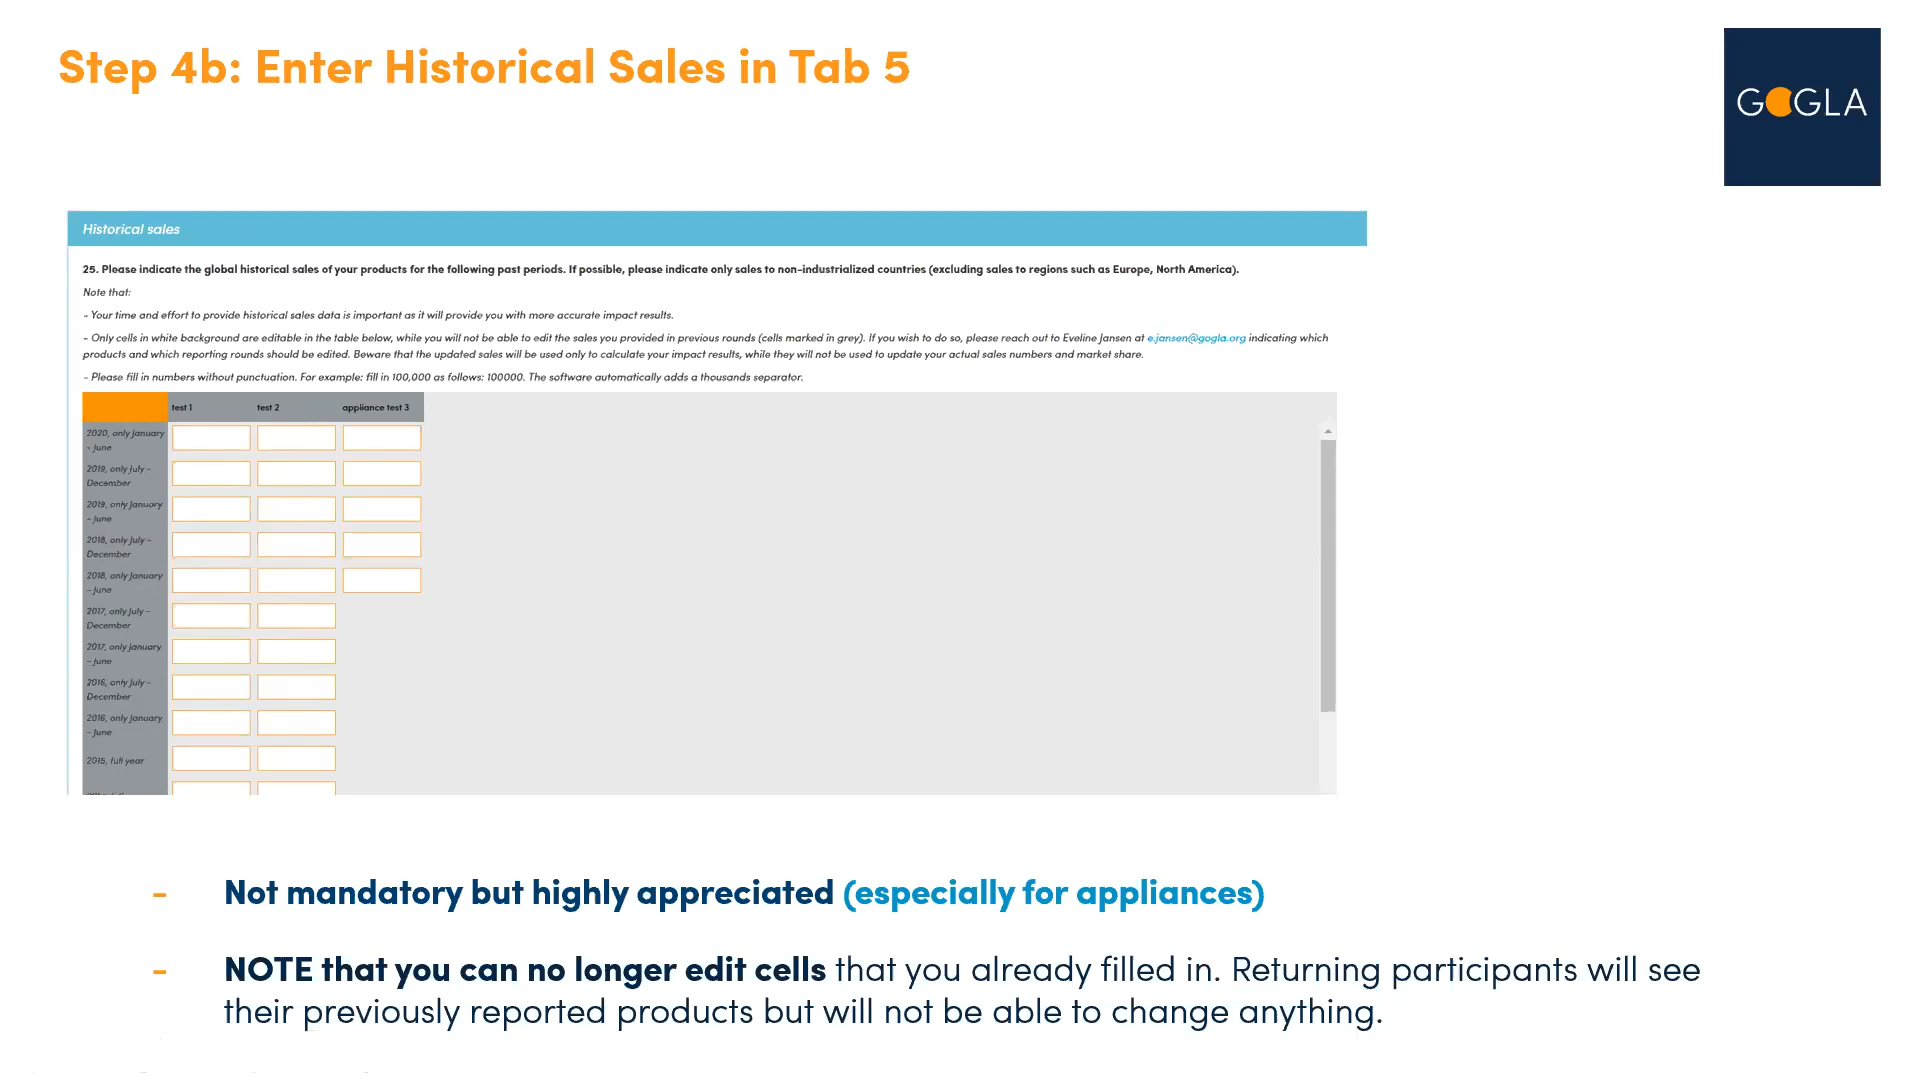 Step 4b: Enter Historical Sales in Tab 5
GOGLA
Historical sales
25. Please indicate the global historical sales of your products for the following past periods. If possible, please indicate only sales to non-industrialized countries (excluding sales to regions such as Europe, North America).
Note that:
- Your time and effort to provide historical sales data is important as it will provide you with more accurate impact results.
- Only cells in white background are editable in the table below, while you will not be able to edit the sales you provided in previous rounds (cells marked in grey). If you wish to do so, please reach out to Eveline Jansen at e.jansen@gogla.org indicating which
products and which reporting rounds should be edited. Beware that the updated sales will be used only to calculate your impact results, while they will not be used to update your actual sales numbers and market share.
- Please fill in numbers without punctuation. For example: fill in 100,000 as follows: 100000. The software automatically adds a thousands separator.
test 1 test 2 appliance test 3
2020, only January
- June
2019, only July -
December
2019, only January
- June
2018, only July -
December
2018, only January
- June
2017, only July -
December
2017, only January
- June
2016, only July -
December
2016, only January
- June
2015, full year
- Not mandatory but highly appreciated (especially for appliances)
- NOTE that you can no longer edit cells that you already filled in. Returning participants will see
their previously reported products but will not be able to change anything.